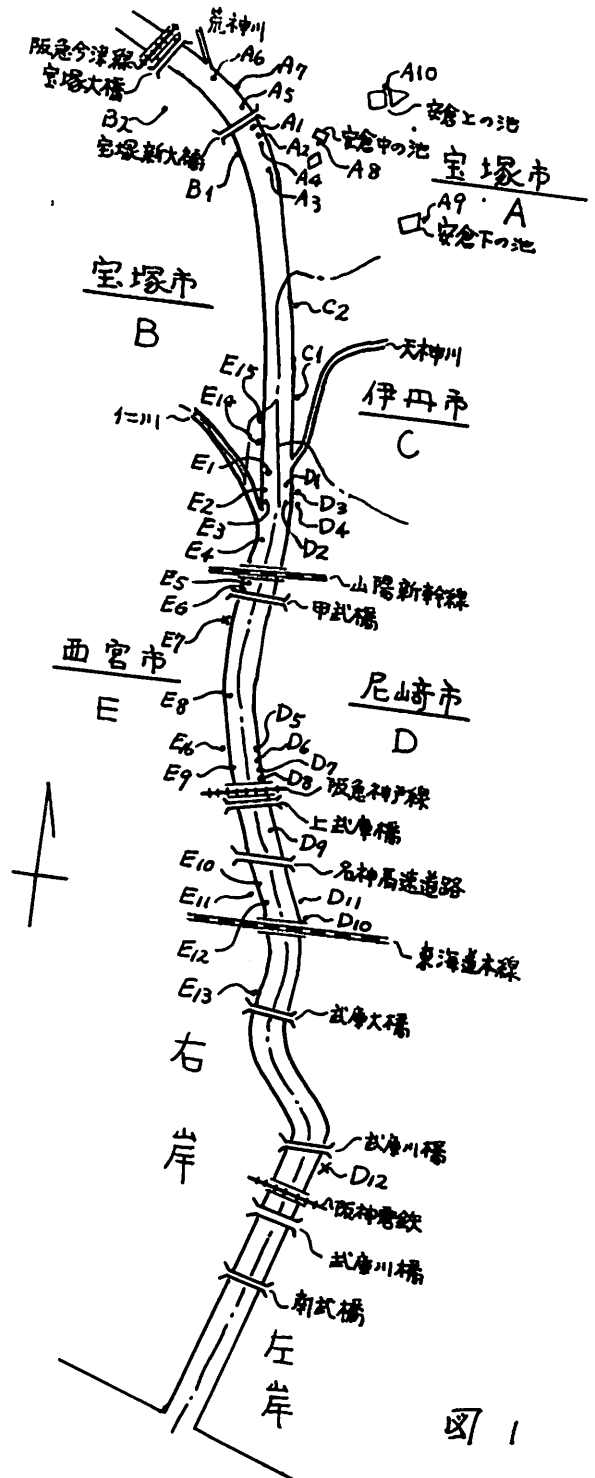 荒神川
阪急今津線
宝塚大橋
A6
A7
A5
A10
安倉上の池
B2
宝塚新大橋
A1
A2
A4
A3
安倉中の池
A8
B1
宝塚市
A
A9
安倉下の池
宝塚市
B
C2
C1
天神川
伊丹市
C
E15
E14
仁川
E1
E2
E3
E4
D1
D3
D4
D2
E5
E6
山陽新幹線
甲武橋
E7
西宮市
E
E8
尼崎市
D
E16
E9
D5
D6
D7
D8
阪急神戸線
上武庫橋
D9
名神高速道路
E10
E11
E12
D11
D10
東海道本線
E13
武庫大橋
右岸
武庫川橋
D12
阪神電鉄
武庫川橋
南武橋
左岸
図1